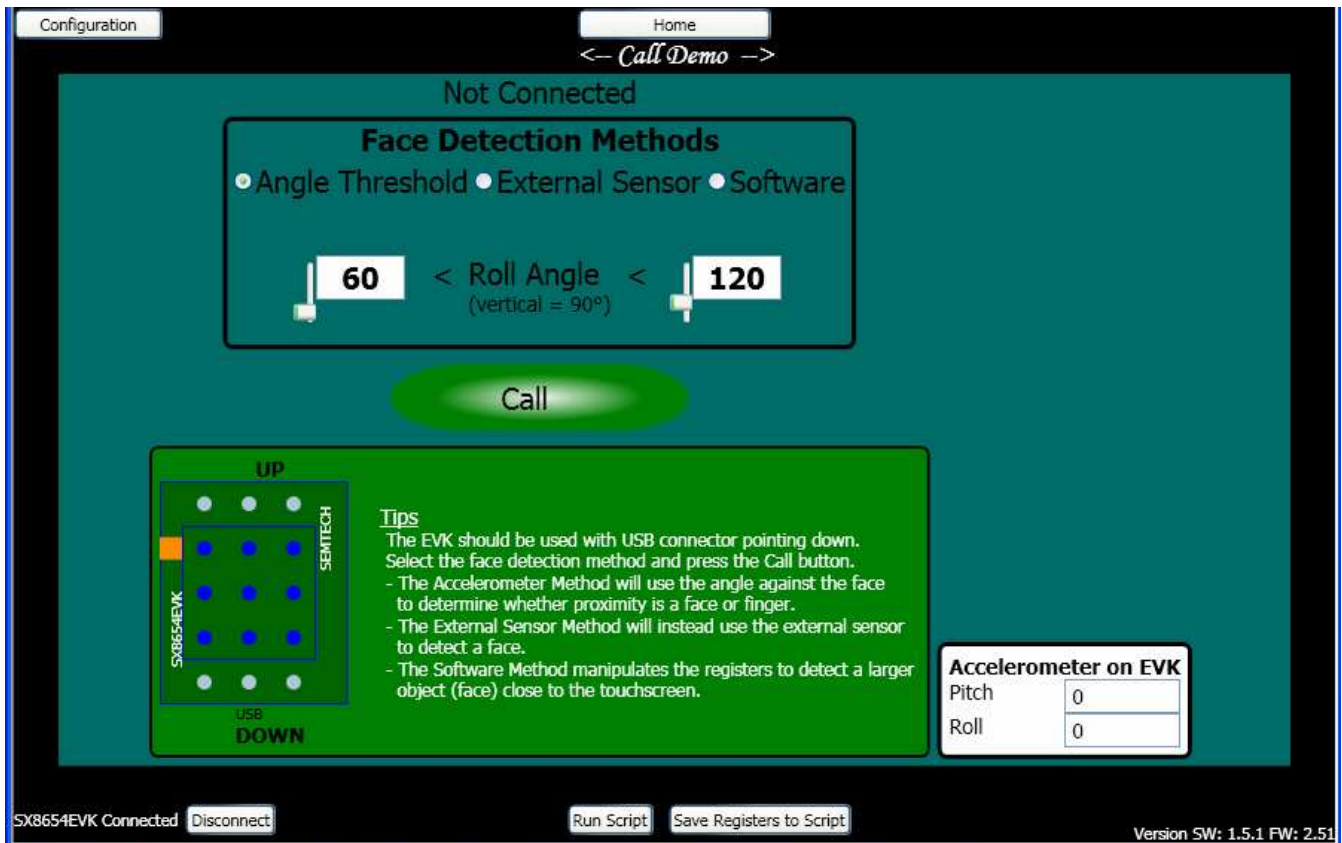 Configuration
Home
<-- Call Demo -->
Not Connected
Face Detection Methods
Angle Threshold External Sensor Software
60 < Roll Angle < 120
(vertical = 90°)
Call
UP
SEMTECH
SX8654EVK
USB
DOWN
Tips
The EVK should be used with USB connector pointing down.
Select the face detection method and press the Call button.
- The Accelerometer Method will use the angle against the face
to determine whether proximity is a face or finger.
- The External Sensor Method will instead use the external sensor
to detect a face.
- The Software Method manipulates the registers to detect a larger
object (face) close to the touchscreen.
Accelerometer on EVK
Pitch 0
Roll 0
SX8654EVK Connected Disconnect Run Script Save Registers to Script
Version SW: 1.5.1 FW: 2.51